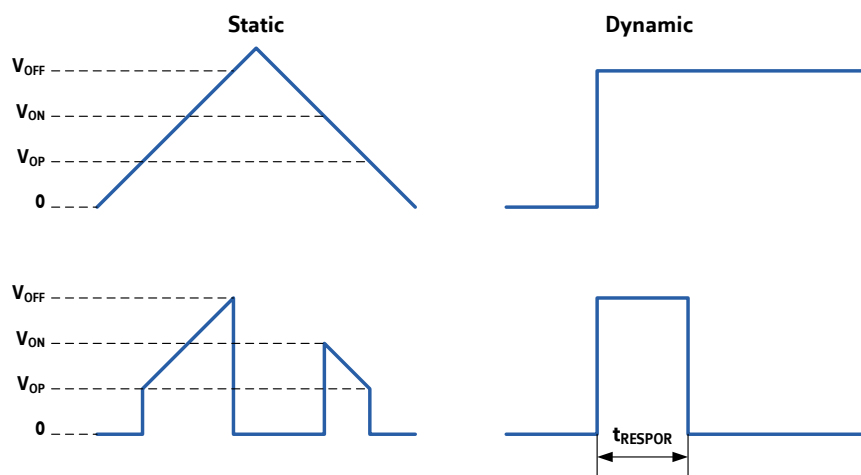 Static
Dynamic
VOFF
VON
VOP
0
VOFF
VON
VOP
0
tRESPOR